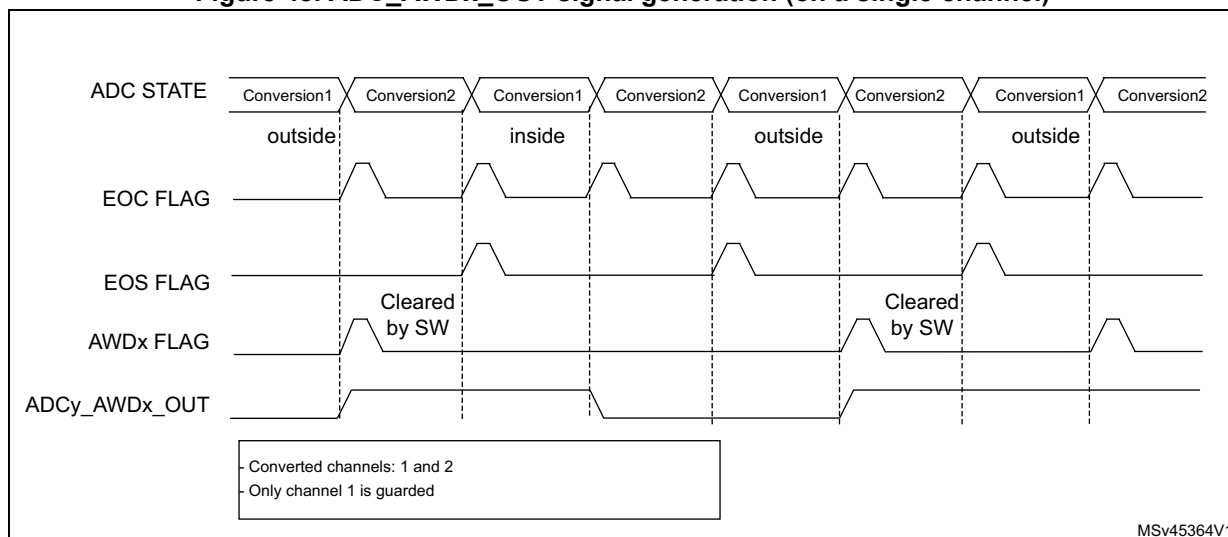 ADC STATE Conversion1 Conversion2 Conversion1 Conversion2 Conversion1 Conversion2 Conversion1 Conversion2
outside inside outside outside
EOC FLAG
EOS FLAG
Cleared by SW Cleared by SW
AWDx FLAG
ADCy_AWDx_OUT
- Converted channels: 1 and 2
- Only channel 1 is guarded
MSv45364V1